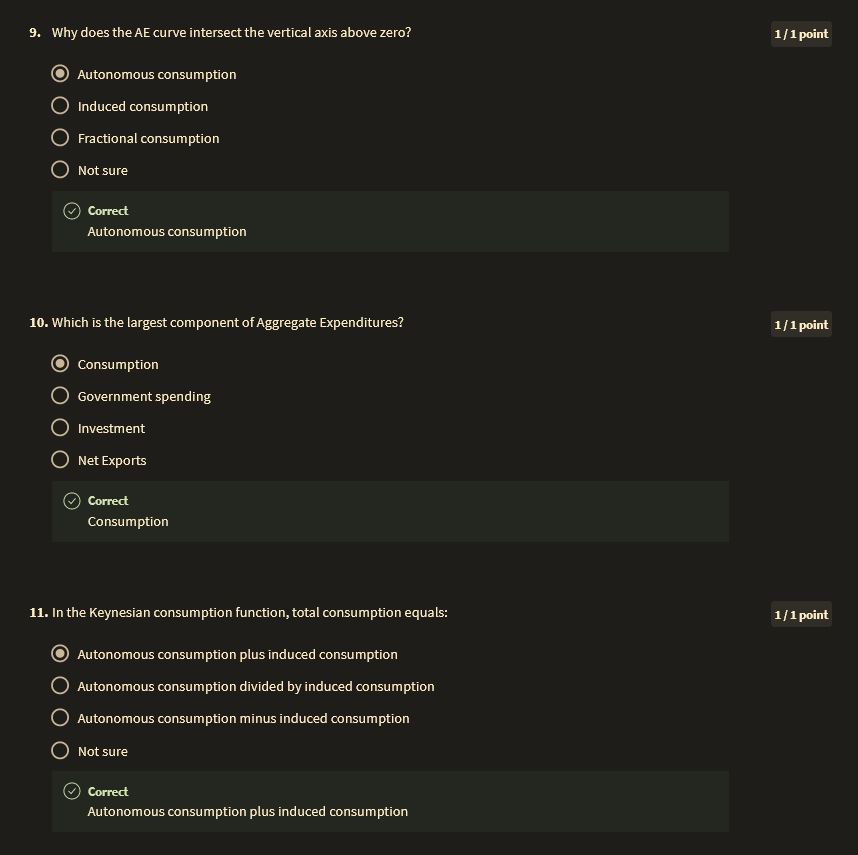 9. Why does the AE curve intersect the vertical axis above zero?
1 / 1 point
Autonomous consumption
Induced consumption
Fractional consumption
Not sure
Correct
Autonomous consumption
10. Which is the largest component of Aggregate Expenditures?
1 / 1 point
Consumption
Government spending
Investment
Net Exports
Correct
Consumption
11. In the Keynesian consumption function, total consumption equals:
1 / 1 point
Autonomous consumption plus induced consumption
Autonomous consumption divided by induced consumption
Autonomous consumption minus induced consumption
Not sure
Correct
Autonomous consumption plus induced consumption